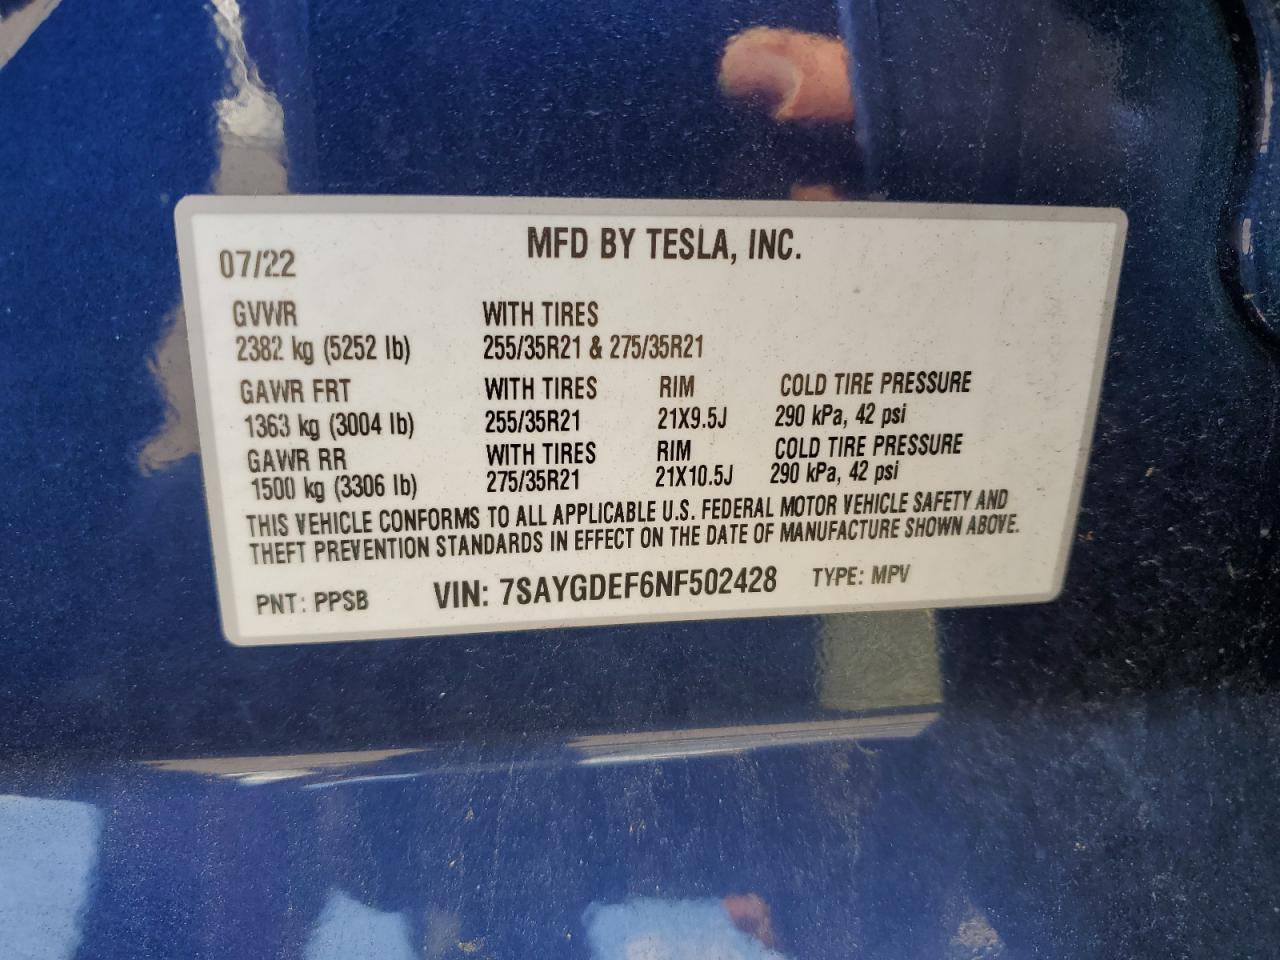 MFD BY TESLA, INC.
07/22
GVWR WITH TIRES
2382 kg (5252 lb) 255/35R21 & 275/35R21
GAWR FRT WITH TIRES RIM COLD TIRE PRESSURE
1363 kg (3004 lb) 255/35R21 21X9.5J 290 kPa, 42 psi
GAWR RR WITH TIRES RIM COLD TIRE PRESSURE
1500 kg (3306 lb) 275/35R21 21X10.5J 290 kPa, 42 psi
THIS VEHICLE CONFORMS TO ALL APPLICABLE U.S. FEDERAL MOTOR VEHICLE SAFETY AND
THEFT PREVENTION STANDARDS IN EFFECT ON THE DATE OF MANUFACTURE SHOWN ABOVE.
PNT: PPSB VIN: 7SAYGDEF6NF502428 TYPE: MPV